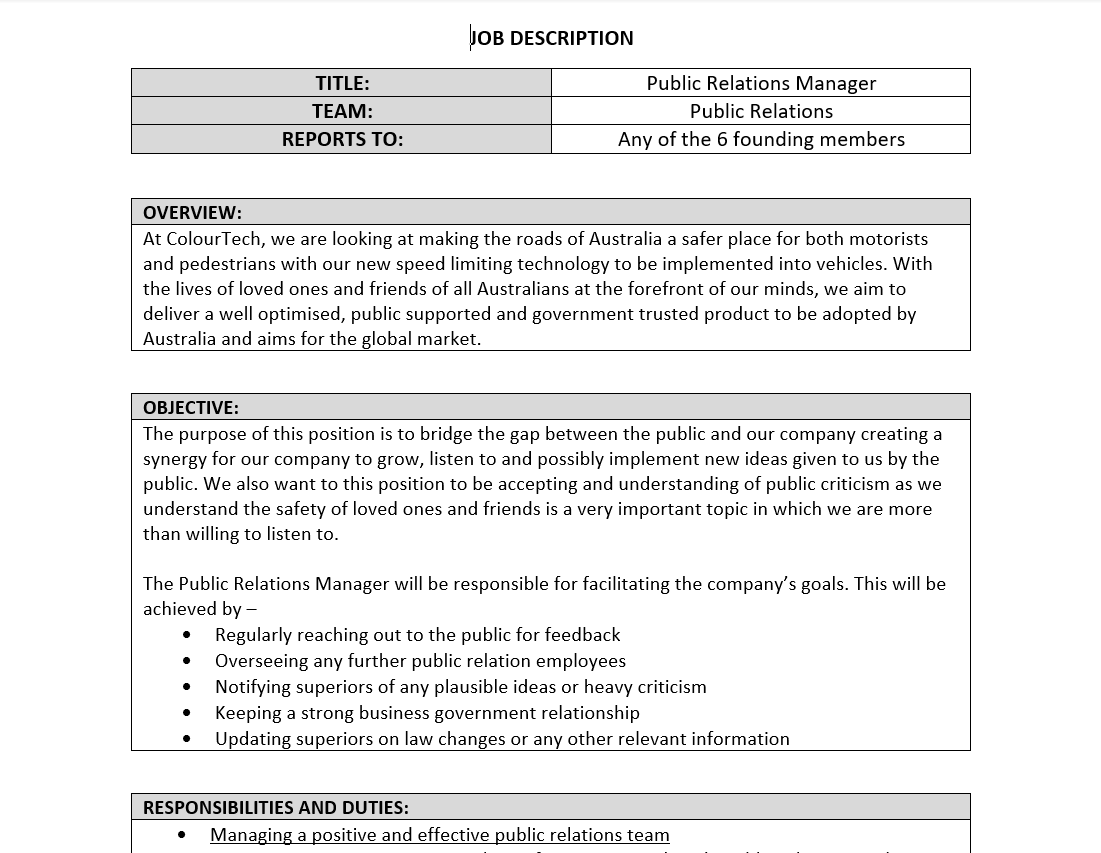 JOB DESCRIPTION
TITLE: Public Relations Manager
TEAM: Public Relations
REPORTS TO: Any of the 6 founding members
OVERVIEW:
At ColourTech, we are looking at making the roads of Australia a safer place for both motorists
and pedestrians with our new speed limiting technology to be implemented into vehicles. With
the lives of loved ones and friends of all Australians at the forefront of our minds, we aim to
deliver a well optimised, public supported and government trusted product to be adopted by
Australia and aims for the global market.
OBJECTIVE:
The purpose of this position is to bridge the gap between the public and our company creating a
synergy for our company to grow, listen to and possibly implement new ideas given to us by the
public. We also want to this position to be accepting and understanding of public criticism as we
understand the safety of loved ones and friends is a very important topic in which we are more
than willing to listen to.
The Public Relations Manager will be responsible for facilitating the company’s goals. This will be
achieved by –
• Regularly reaching out to the public for feedback
• Overseeing any further public relation employees
• Notifying superiors of any plausible ideas or heavy criticism
• Keeping a strong business government relationship
• Updating superiors on law changes or any other relevant information
RESPONSIBILITIES AND DUTIES:
• Managing a positive and effective public relations team